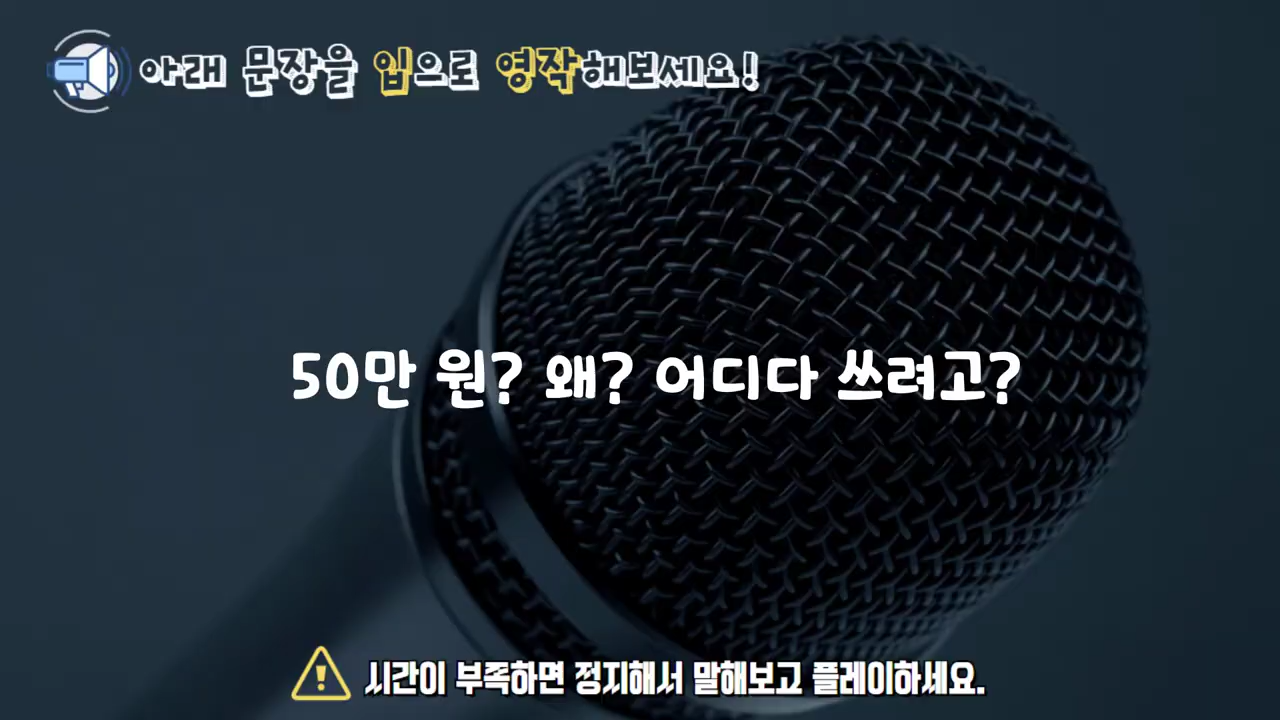 아래 문장을 입으로 영작해보세요!
50만 원? 왜? 어디다 쓰려고?
시간이 부족하면 정지해서 말해보고 플레이하세요.